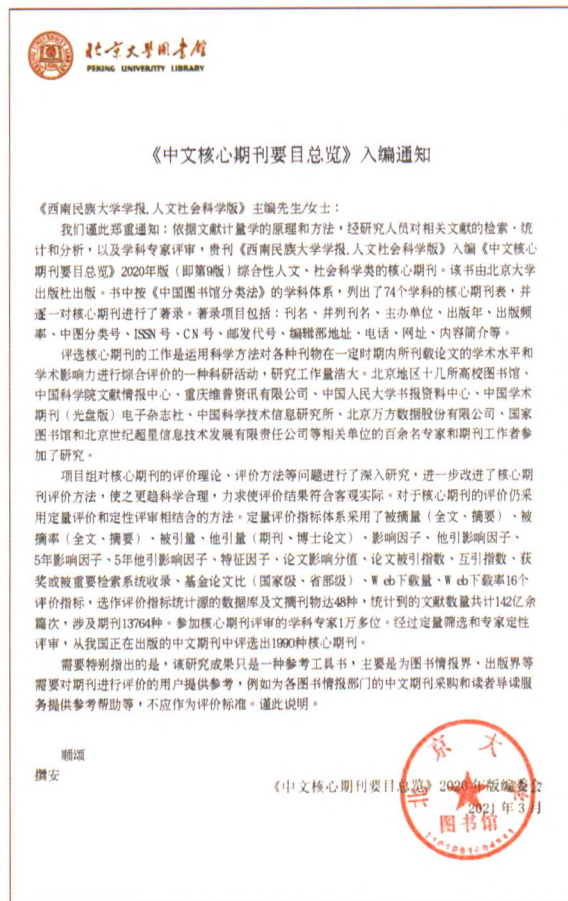 北京大学图书馆
PEKING UNIVERSITY LIBRARY
《中文核心期刊要目总览》入编通知
《西南民族大学学报.人文社会科学版》主编先生/女士：
我们谨此郑重通知：依据文献计量学的原理和方法，经研究人员对相关文献的检索、统
计和分析，以及学科专家评审，贵刊《西南民族大学学报.人文社会科学版》入编《中文核心
期刊要目总览》2020年版（即第9版）综合性人文、社会科学类的核心期刊。该书由北京大学
出版社出版。书中按《中国图书馆分类法》的学科体系，列出了74个学科的核心期刊表，并
逐一对核心期刊进行了著录。著录项目包括：刊名、并列刊名、主办单位、出版年、出版频
率、中图分类号、ISSN号、CN号、邮发代号、编辑部地址、电话、网址、内容简介等。
评选核心期刊的工作是运用科学方法对各种刊物在一定时期内所刊载论文的学术水平和
学术影响力进行综合评价的一种科研活动，研究工作量浩大。北京地区十几所高校图书馆、
中国科学院文献情报中心、重庆维普资讯有限公司、中国人民大学书报资料中心、中国学术
期刊（光盘版）电子杂志社、中国科学技术信息研究所、北京万方数据股份有限公司、国家
图书馆和北京世纪超星信息技术发展有限责任公司等相关单位的百余名专家和期刊工作者参
加了研究。
项目组对核心期刊的评价理论、评价方法等问题进行了深入研究，进一步改进了核心期
刊评价方法，使之更趋科学合理，力求使评价结果符合客观实际。对于核心期刊的评价仍采
用定量评价和定性评审相结合的方法。定量评价指标体系采用了被摘量（全文、摘要）、被
摘率（全文、摘要）、被引量、他引量（期刊、博士论文）、影响因子、他引影响因子、
5年影响因子、5年他引影响因子、特征因子、论文影响分值、论文被引指数、互引指数、获
奖或被重要检索系统收录、基金论文比（国家级、省部级）、Web下载量、Web下载率16个
评价指标，选作评价指标统计源的数据库及文摘刊物达48种，统计到的文献数量共计142亿余
篇次，涉及期刊13764种。参加核心期刊评审的学科专家1万多位。经过定量筛选和专家定性
评审，从我国正在出版的中文期刊中评选出1990种核心期刊。
需要特别指出的是，该研究成果只是一种参考工具书，主要是为图书情报界、出版界等
需要对期刊进行评价的用户提供参考，例如为各图书情报部门的中文期刊采购和读者导读服
务提供参考帮助等，不应作为评价标准。谨此说明。
顺颂
撰安
《中文核心期刊要目总览》2020年版编委会
2021年3月
北京大学
图书馆